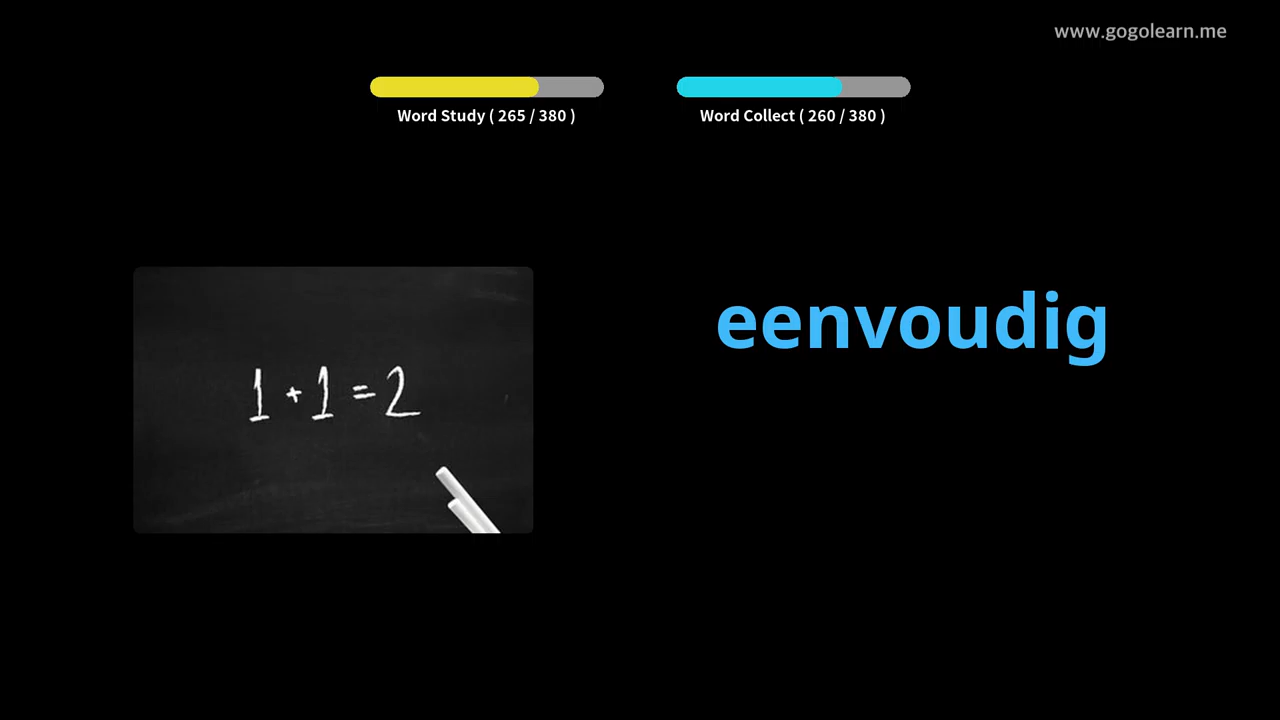 www.gogolearn.me
Word Study ( 265 / 380 )
Word Collect ( 260 / 380 )
eenvoudig
1 + 1 = 2